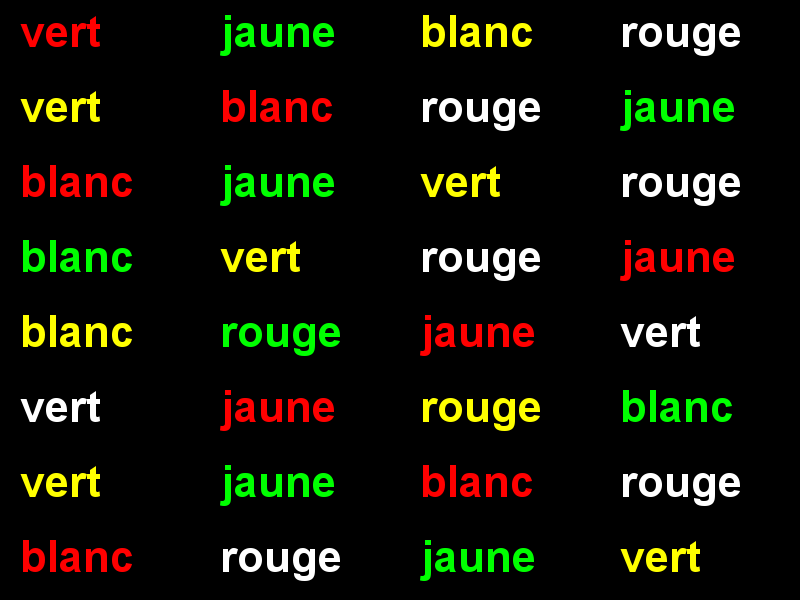 vert jaune blanc rouge
vert blanc rouge jaune
blanc jaune vert rouge
blanc vert rouge jaune
blanc rouge jaune vert
vert jaune rouge blanc
vert jaune blanc rouge
blanc rouge jaune vert